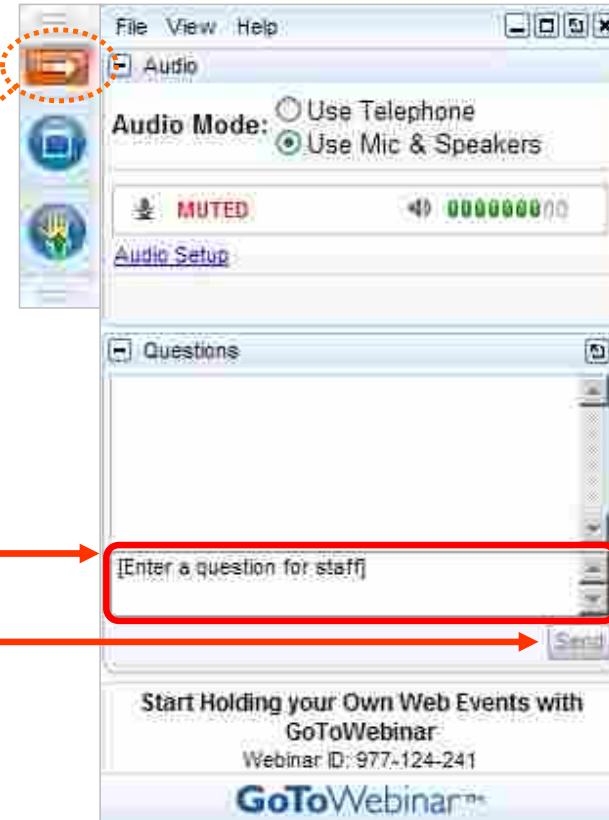 File View Help
Audio
Audio Mode: Use Telephone
Use Mic & Speakers
MUTED
Audio Setup
Questions
[Enter a question for staff]
Send
Start Holding your Own Web Events with
GoToWebinar
Webinar ID: 977-124-241
GoToWebinar™